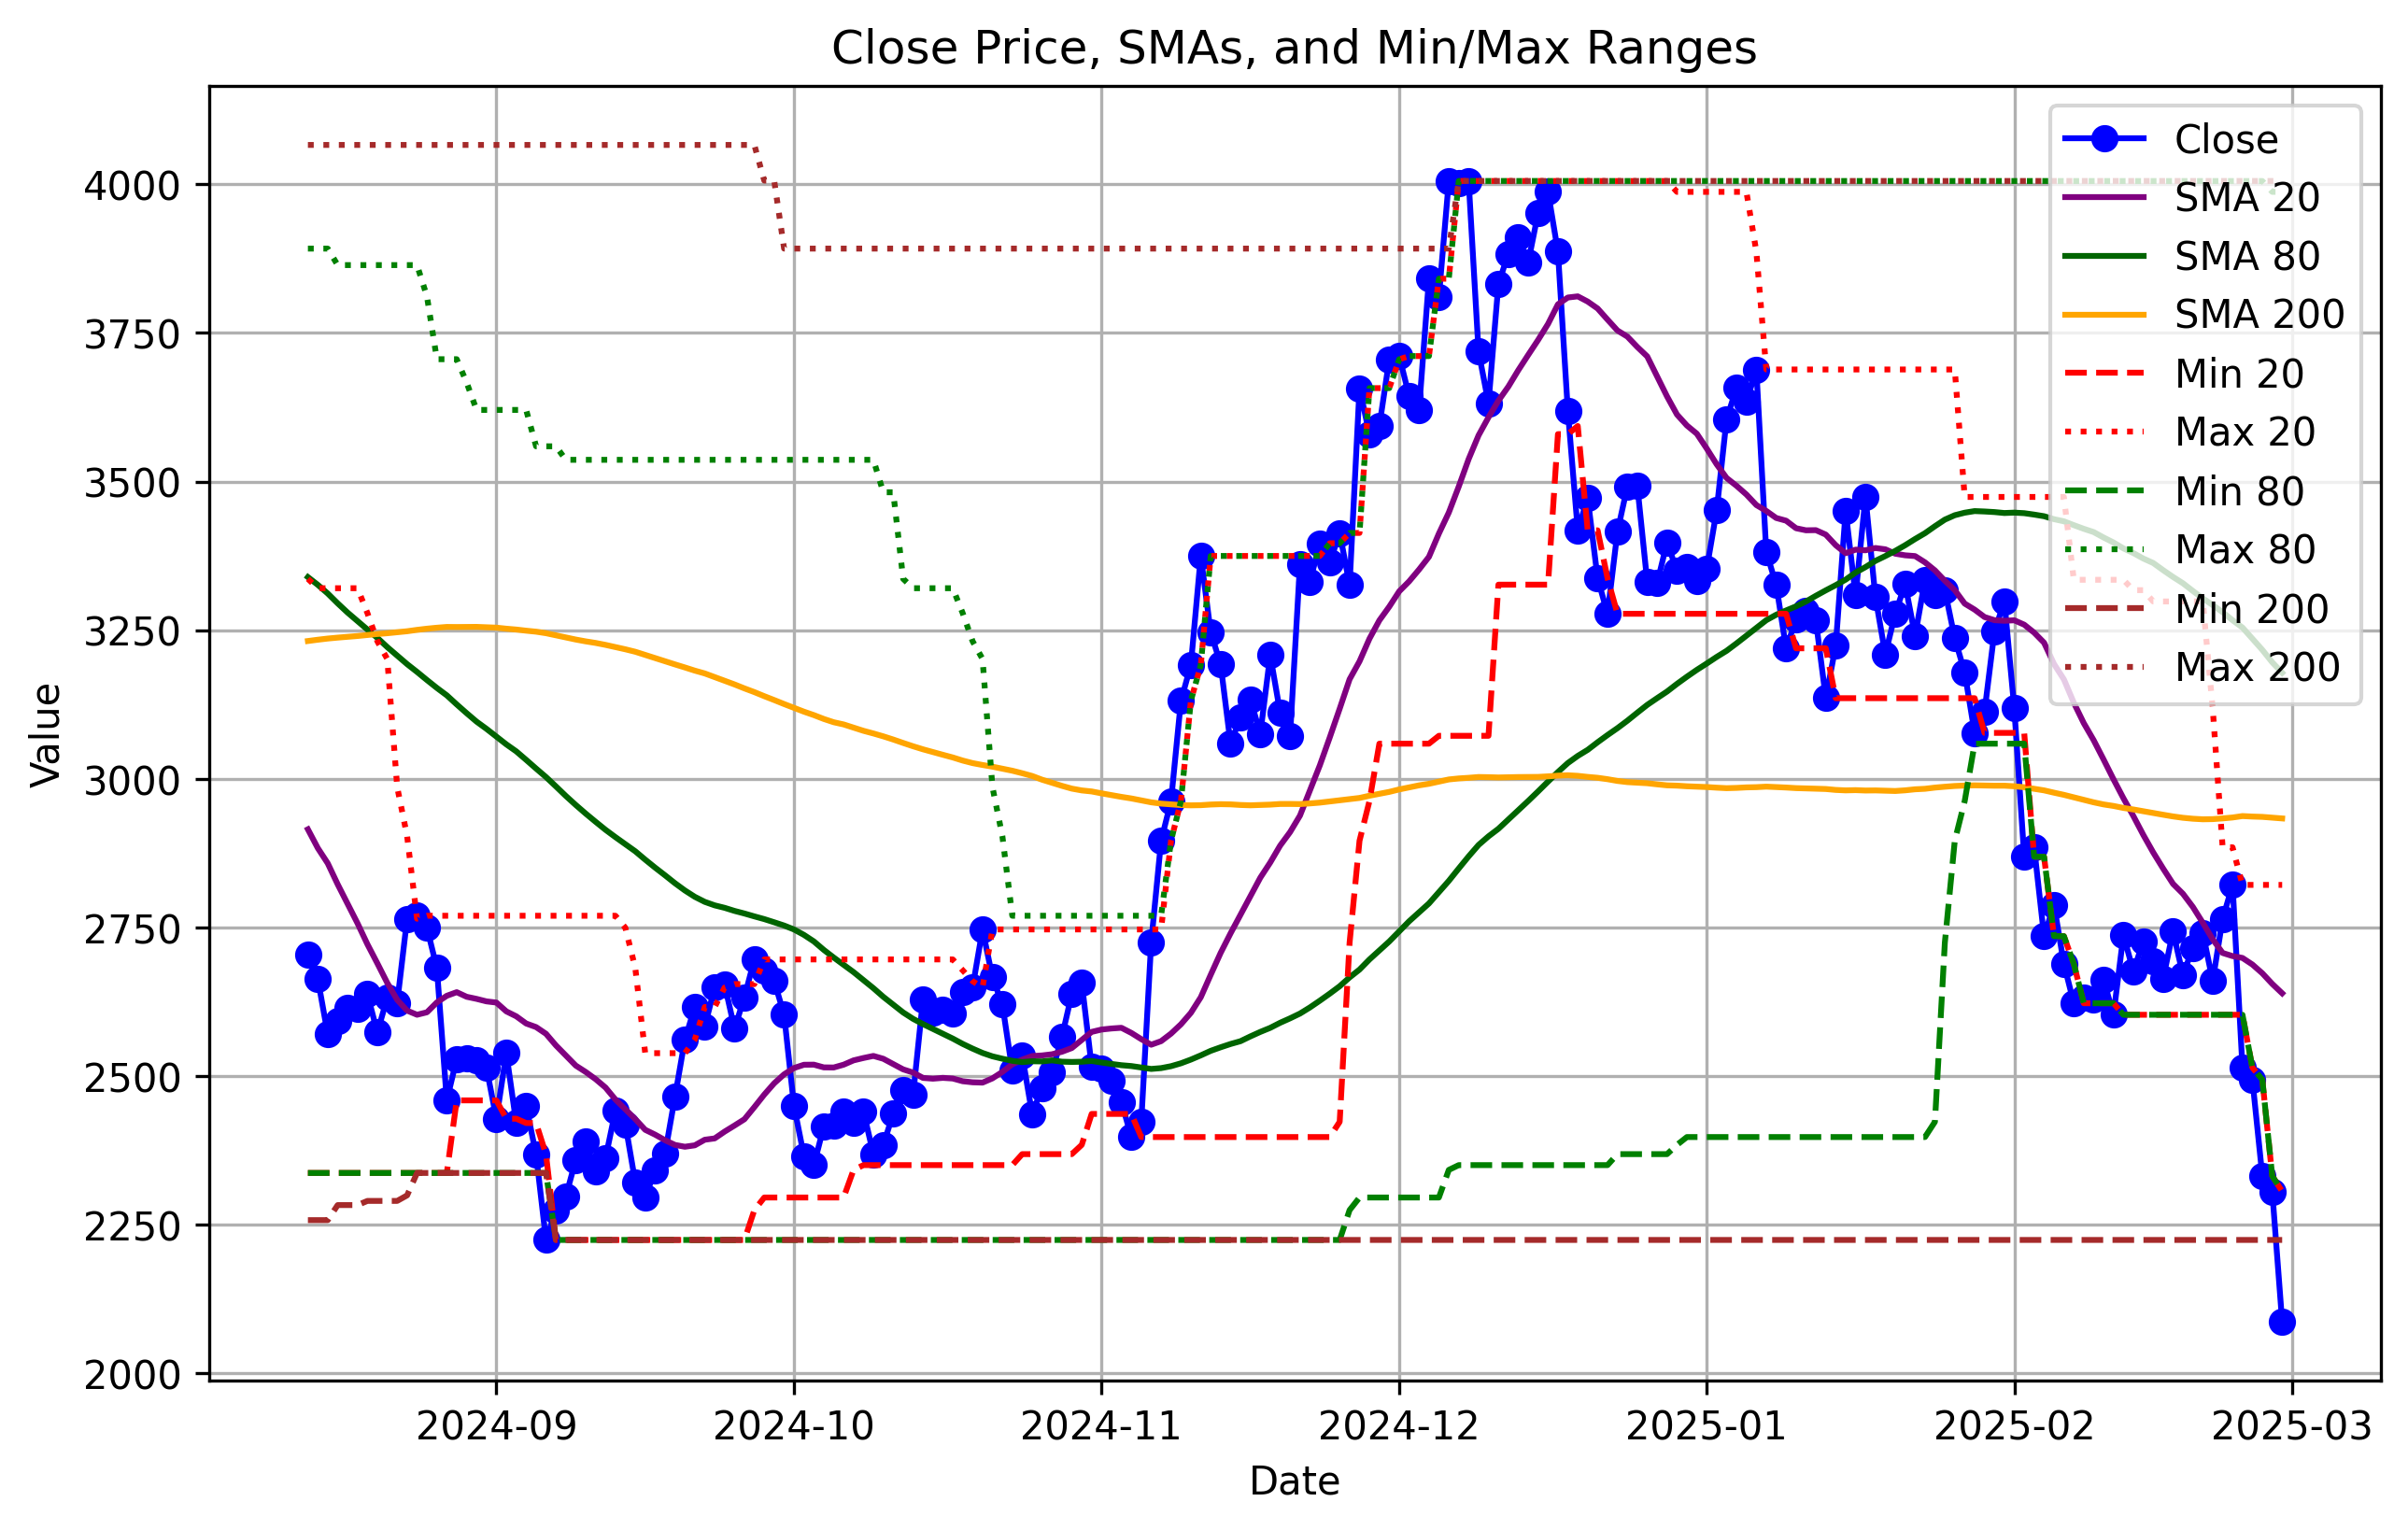 Close Price, SMAs, and Min/Max Ranges
Value
4000
3750
3500
3250
3000
2750
2500
2250
2000
Close
SMA 20
SMA 80
SMA 200
Min 20
Max 20
Min 80
Max 80
Min 200
Max 200
2024-09
2024-10
2024-11
2024-12
2025-01
2025-02
2025-03
Date